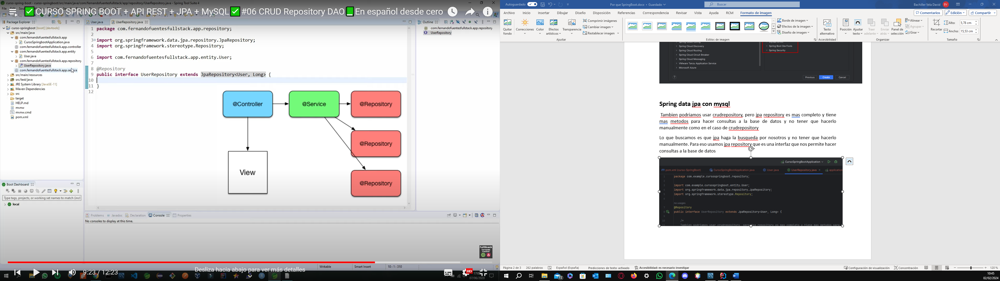 curso-spring-boot - curso-springboot/src/main/java/com/fernandofuentesfullstack/app/repository/UserRepository.java - Spring Tool Suite 4
✅ CURSO SPRING BOOT + API REST + JPA + MySQL ✅ #06 CRUD Repository DAO 📗 En español desde cero
Package Explorer
curso-springboot [boot] [devtools]
src/main/java
com.fernandofuentesfullstack.app
CursoSpringbootApplication.java
com.fernandofuentesfullstack.app.controller
com.fernandofuentesfullstack.app.entity
User.java
com.fernandofuentesfullstack.app.repository
UserRepository.java
com.fernandofuentesfullstack.app.service
src/main/resources
src/test/java
JRE System Library [JavaSE-11]
Maven Dependencies
src
target
HELP.md
mvnw
mvnw.cmd
pom.xml
Boot Dashboard
Type tags, projects, or working set names to match (incl
local
User.java
UserRepository.java
1 package com.fernandofuentesfullstack.app.repository;
2
3 import org.springframework.data.jpa.repository.JpaRepository;
4 import org.springframework.stereotype.Repository;
5
6 import com.fernandofuentesfullstack.app.entity.User;
7
8 @Repository
9 public interface UserRepository extends JpaRepository<User, Long> {
10
11 }
12
@Controller
@Service
@Repository
@Repository
@Repository
View
Outline
com.fernandofuentesfullstack.app.repository
UserRepository
Problems Javadoc Declaration Console Properties
No consoles to display at this time.
FullStack
Fernando
Fuentes
Writable
Smart Insert
10 : 1 : 310
9:23 / 12:23
Desliza hacia abajo para ver más detalles
HD
07/06/2020
Autoguardado
Por que SpringBoot.docx • Guardado
Buscar
Bachiller Vela David
BV
Archivo Inicio Insertar Dibujar Diseño Disposición Referencias Correspondencia Revisar Vista Ayuda RCM Formato de imagen
Comentarios
Edición
Compartir
Quitar fondo
Correcciones
Color
Efectos artísticos
Transparencia
Comprimir imágenes
Cambiar imagen
Restablecer imagen
Ajustar
Estilos de imagen
Borde de imagen
Efectos de la imagen
Diseño de imagen
Texto alternativo
Accesibilidad
Posición
Ajustar texto
Traer adelante
Enviar atrás
Panel de selección
Alinear
Agrupar
Girar
Organizar
Recortar
Alto: 5,78 cm
Ancho: 15,53 cm
Tamaño
Spring Cloud Discovery
Spring Cloud Routing
Spring Cloud Circuit Breaker
Spring Cloud Messaging
VMware Tanzu Application Service
Microsoft Azure
Spring Boot DevTools
Spring Security
?
Previous
Create
Cancel
Spring data jpa con mysql
Tambien podriamos usar crudrepository, pero jpa repository es mas completo y tiene
mas metodos para hacer consultas a la base de datos y no tener que hacerlo
manualmente como en el caso de crudrepository
Lo que buscamos es que jpa haga la busqueda por nosotros y no tener que hacerlo
manualmente. Para eso usamos jpa repository que es una interfaz que nos permite hacer
consultas a la base de datos
CursoSpringBootApplication
pom.xml (curso-SpringBoot)
CursoSpringBootApplication.java
User.java
UserRepository.java
application
1 package com.example.cursospringboot.repository;
2
3 import com.example.cursospringboot.entity.User;
4 import org.springframework.data.jpa.repository.JpaRepository;
5 import org.springframework.stereotype.Repository;
6
no usages
7 @Repository
8 public interface UserRepository extends JpaRepository<User, Long> {
9
10 /*
11 Tambien podriamos usar crudrepository, pero jpa repository es mas completo y tiene mas metodos para
Página 2 de 3
262 palabras
Español (España)
Predicciones de texto: activado
Accesibilidad: es necesario investigar
Configuración de visualización
Concentración
120 %
72
10:45
02/02/2024